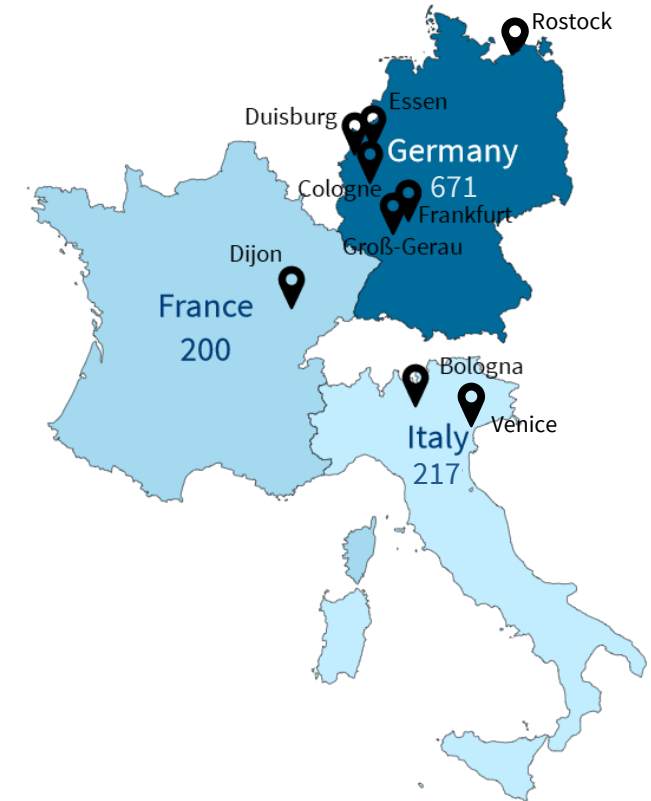 Rostock
Essen
Duisburg
Germany
671
Cologne
Frankfurt
Groß-Gerau
Dijon
France
200
Bologna
Venice
Italy
217